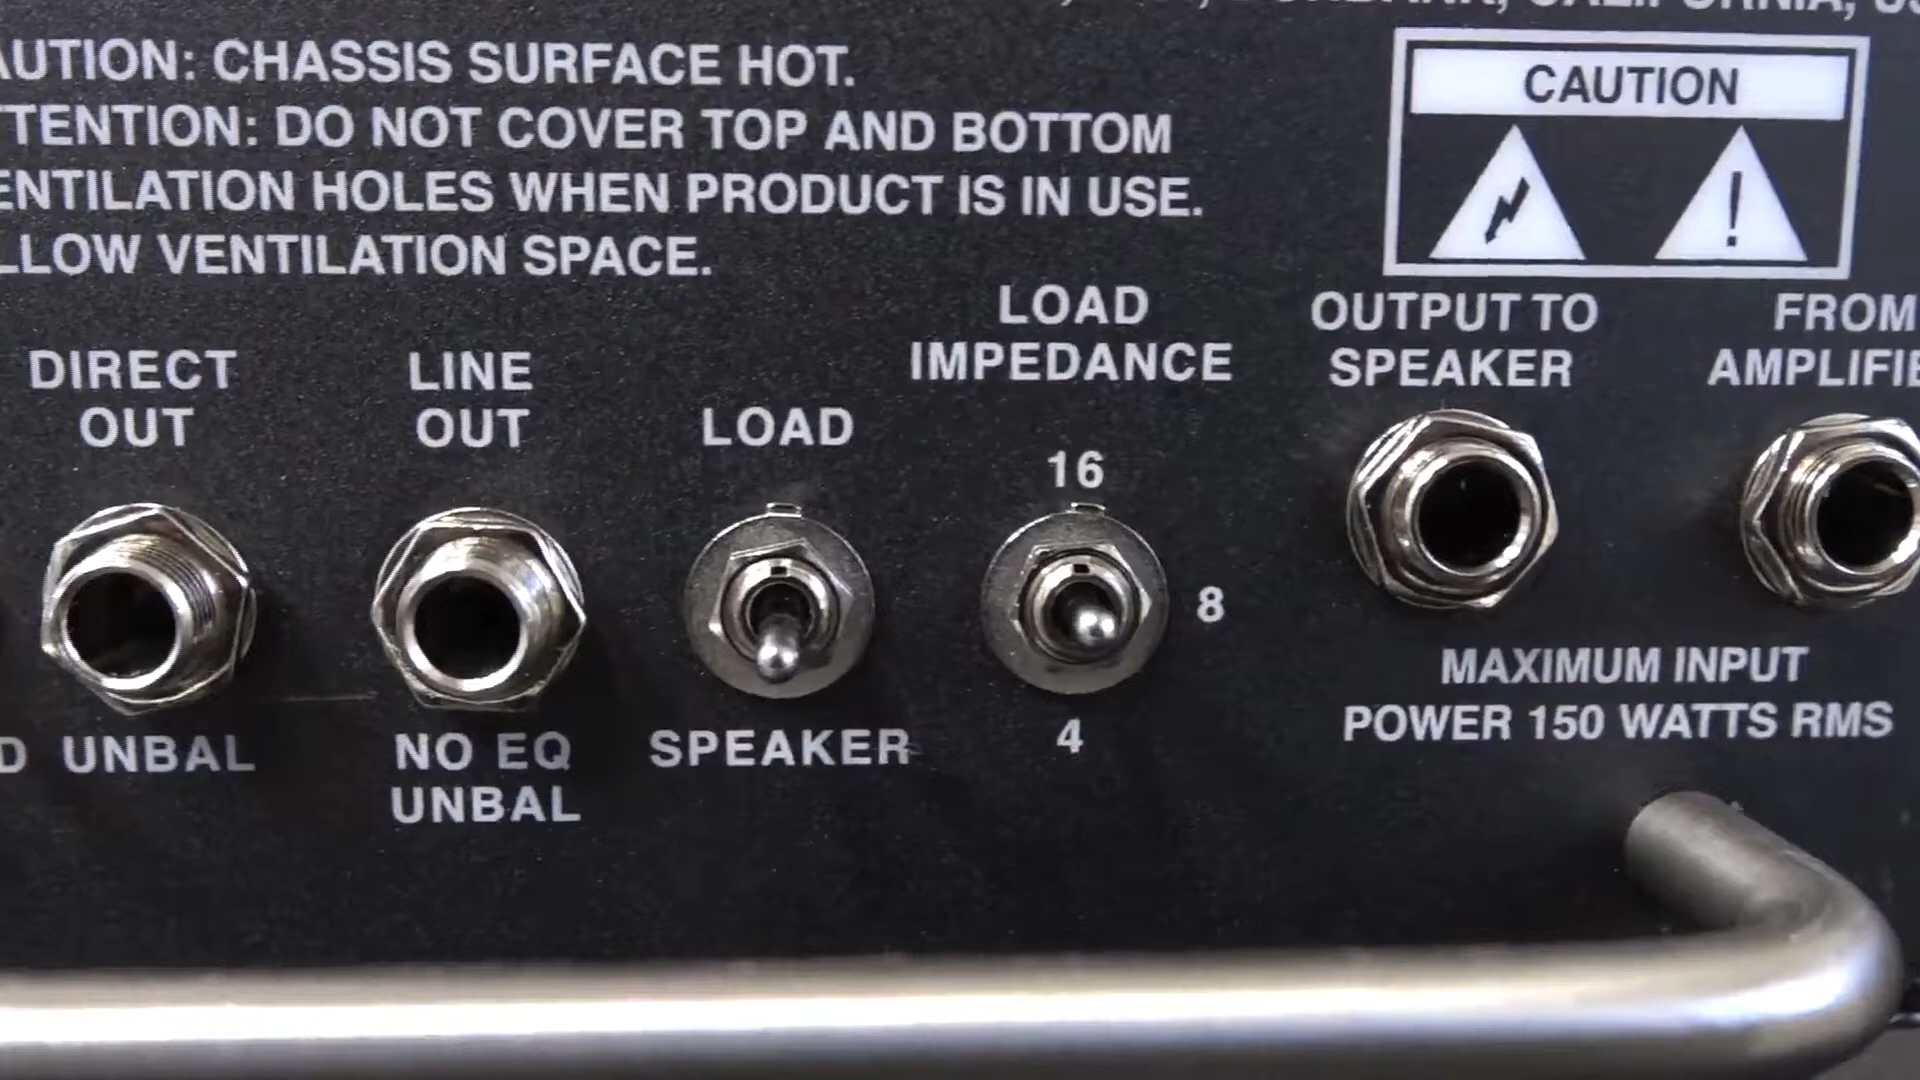 CALIFORNIA,
AUTION: CHASSIS SURFACE HOT.
TTENTION: DO NOT COVER TOP AND BOTTOM
ENTILATION HOLES WHEN PRODUCT IS IN USE.
LLOW VENTILATION SPACE.
CAUTION
!
DIRECT
OUT
D UNBAL
LINE
OUT
NO EQ
UNBAL
LOAD
SPEAKER
LOAD
IMPEDANCE
16
8
4
OUTPUT TO
SPEAKER
FROM
AMPLIFIE
MAXIMUM INPUT
POWER 150 WATTS RMS